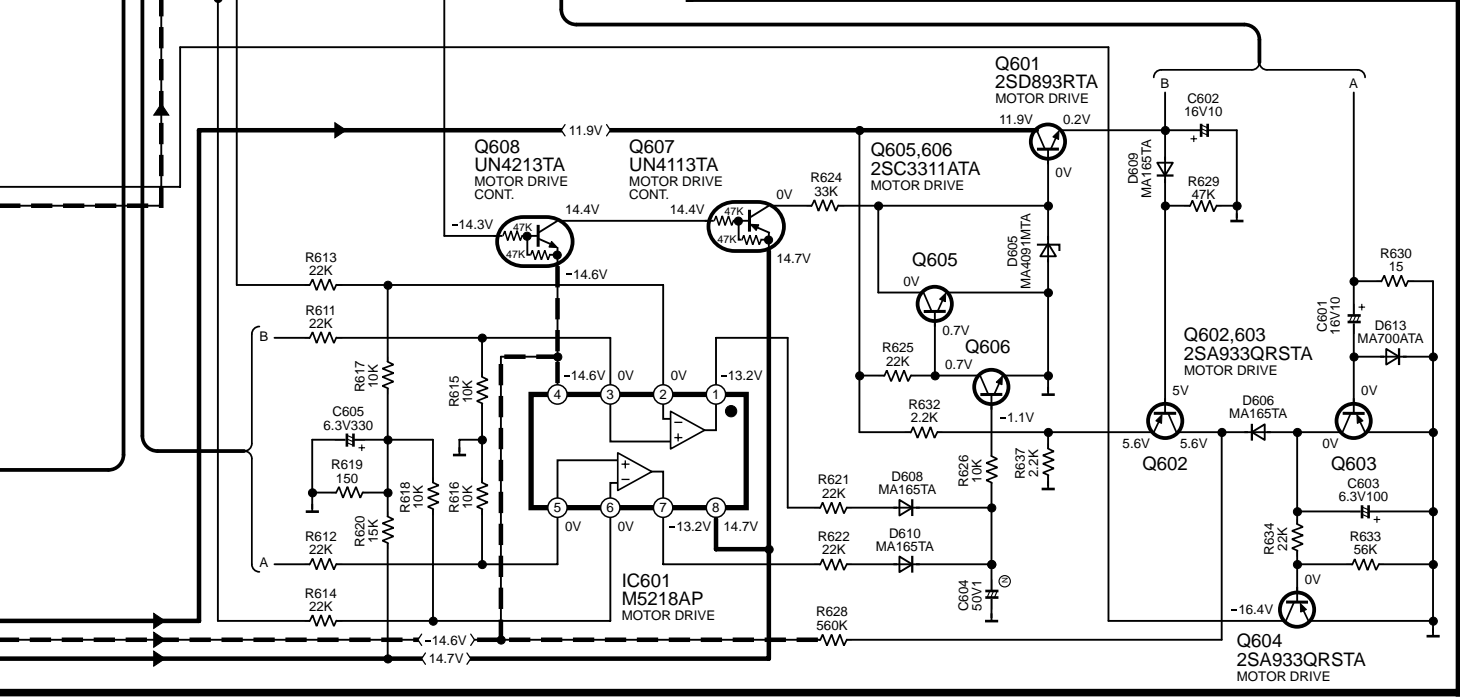 Q601
2SD893RTA
MOTOR DRIVE
11.9V
0.2V
0V
B
A
C602
16V10
+
D609
MA165TA
R629
47K
⟨11.9V⟩
Q608
UN4213TA
MOTOR DRIVE
CONT.
Q607
UN4113TA
MOTOR DRIVE
CONT.
Q605,606
2SC3311ATA
MOTOR DRIVE
R624
33K
−14.3V
14.4V
47K
47K
−14.6V
14.4V
0V
47K
47K
14.7V
D605
MA4091MTA
Q605
0V
0.7V
R613
22K
R611
22K
B
R617
10K
R615
10K
C605
6.3V330
+
R619
150
R618
10K
R616
10K
R620
15K
R612
22K
A
R614
22K
−14.6V
0V
0V
−13.2V
4
3
2
1
−
+
+
−
5
6
7
8
0V
0V
−13.2V
14.7V
IC601
M5218AP
MOTOR DRIVE
R625
22K
0.7V
Q606
−1.1V
R632
2.2K
R626
10K
R637
2.2K
R621
22K
D608
MA165TA
R622
22K
D610
MA165TA
C604
50V1
N
R628
560K
⟨−14.6V⟩
⟨14.7V⟩
R630
15
C601
16V10
+
D613
MA700ATA
Q602,603
2SA933QRSTA
MOTOR DRIVE
5V
5.6V
5.6V
Q602
D606
MA165TA
0V
0V
Q603
C603
6.3V100
+
R634
22K
R633
56K
0V
−16.4V
Q604
2SA933QRSTA
MOTOR DRIVE